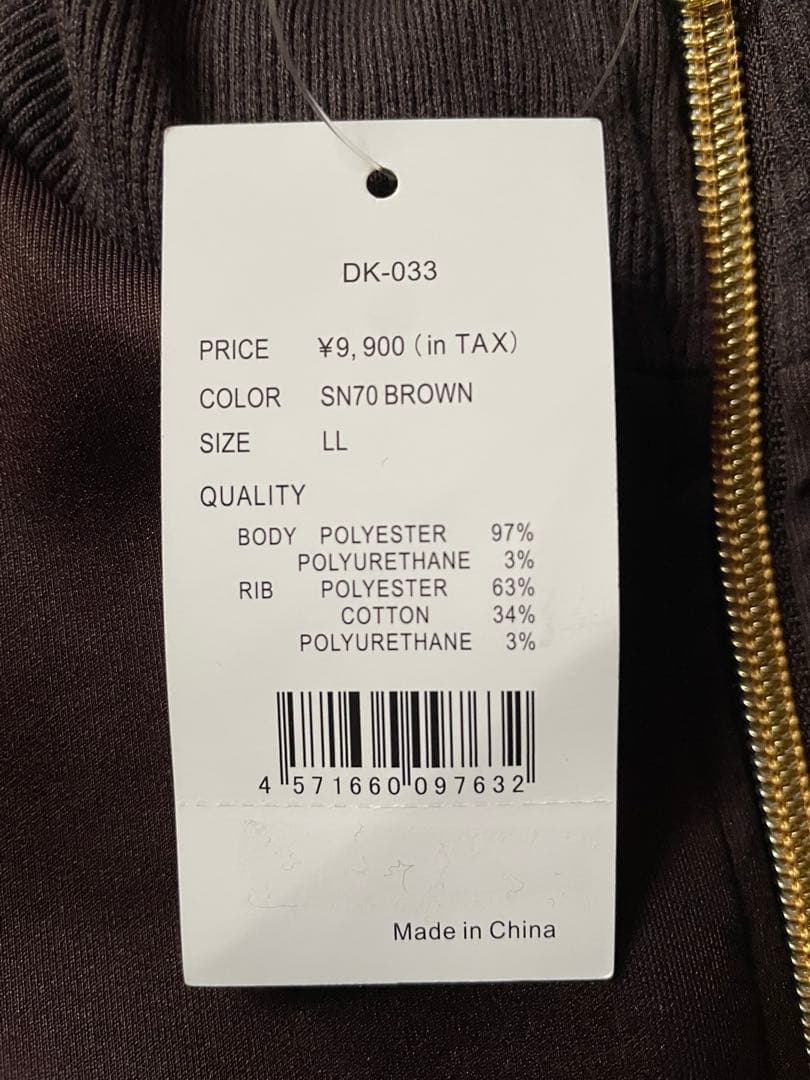 DK-033
PRICE ¥9,900 (in TAX)
COLOR SN70 BROWN
SIZE LL
QUALITY
BODY POLYESTER 97%
POLYURETHANE 3%
RIB POLYESTER 63%
COTTON 34%
POLYURETHANE 3%
4 571660 097632
Made in China